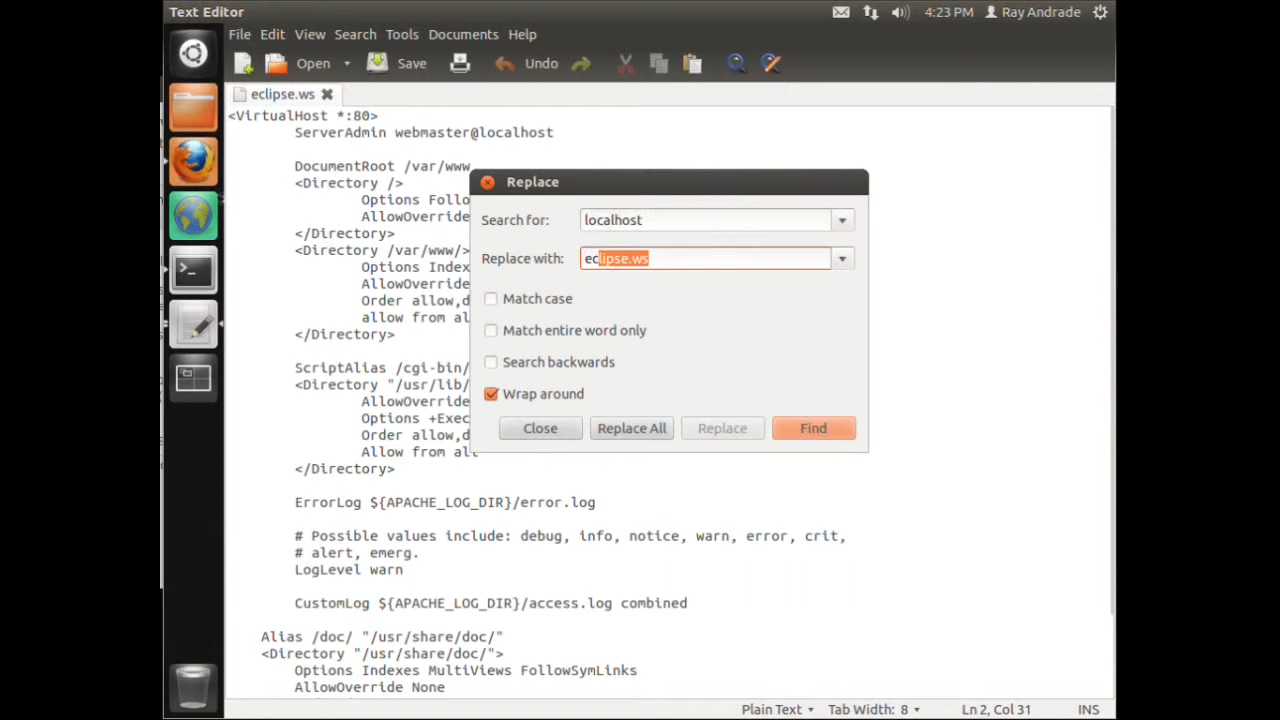 Text Editor 4:23 PM Ray Andrade
File Edit View Search Tools Documents Help
Open Save Undo
eclipse.ws
<VirtualHost *:80>
ServerAdmin webmaster@localhost
DocumentRoot /var/www
<Directory />
Options Follo
AllowOverride
</Directory>
<Directory /var/www/>
Options Index
AllowOverride
Order allow,d
allow from al
</Directory>
ScriptAlias /cgi-bin/
<Directory "/usr/lib/
AllowOverride
Options +Exec
Order allow,d
Allow from all
</Directory>
ErrorLog ${APACHE_LOG_DIR}/error.log
# Possible values include: debug, info, notice, warn, error, crit,
# alert, emerg.
LogLevel warn
CustomLog ${APACHE_LOG_DIR}/access.log combined
Alias /doc/ "/usr/share/doc/"
<Directory "/usr/share/doc/">
Options Indexes MultiViews FollowSymLinks
AllowOverride None
Replace
Search for: localhost
Replace with: eclipse.ws
Match case
Match entire word only
Search backwards
Wrap around
Close Replace All Replace Find
Plain Text Tab Width: 8 Ln 2, Col 31 INS